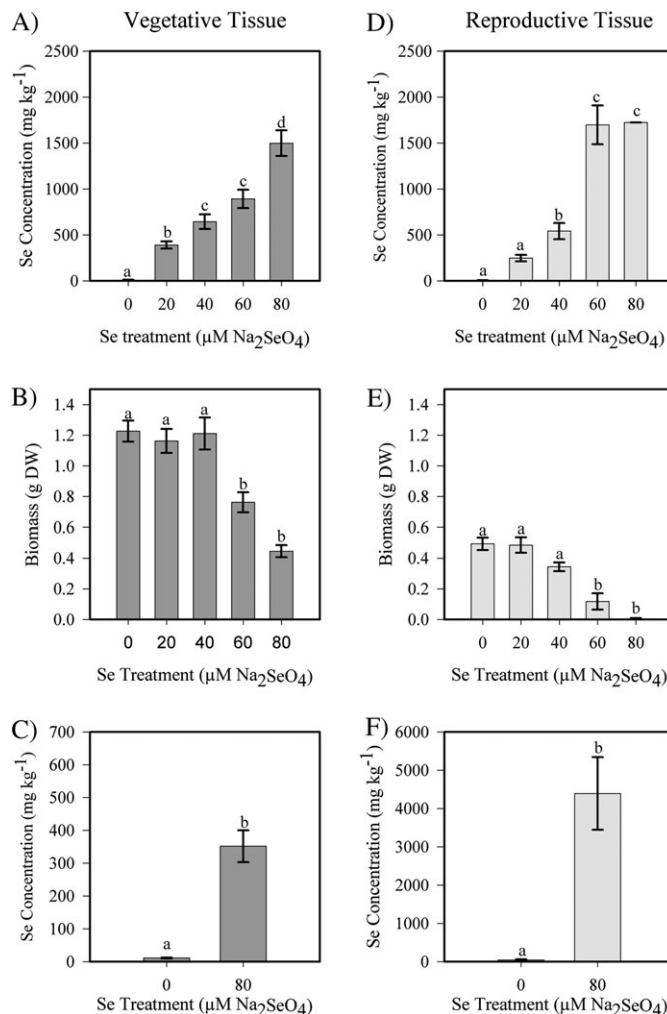 A) Vegetative Tissue
Se Concentration (mg kg⁻¹)
2500
2000
1500
1000
500
0
a
b
c
c
d
0 20 40 60 80
Se treatment (µM Na₂SeO₄)
D) Reproductive Tissue
Se Concentration (mg kg⁻¹)
2500
2000
1500
1000
500
0
a
a
b
c
c
0 20 40 60 80
Se treatment (µM Na₂SeO₄)
B)
Biomass (g DW)
1.4
1.2
1.0
0.8
0.6
0.4
0.2
0.0
a
a
a
b
b
0 20 40 60 80
Se Treatment (µM Na₂SeO₄)
E)
Biomass (g DW)
1.4
1.2
1.0
0.8
0.6
0.4
0.2
0.0
a
a
a
b
b
0 20 40 60 80
Se Treatment (µM Na₂SeO₄)
C)
Se Concentration (mg kg⁻¹)
700
600
500
400
300
200
100
0
a
b
0 80
Se Treatment (µM Na₂SeO₄)
F)
Se Concentration (mg kg⁻¹)
6000
5000
4000
3000
2000
1000
0
a
b
0 80
Se Treatment (µM Na₂SeO₄)